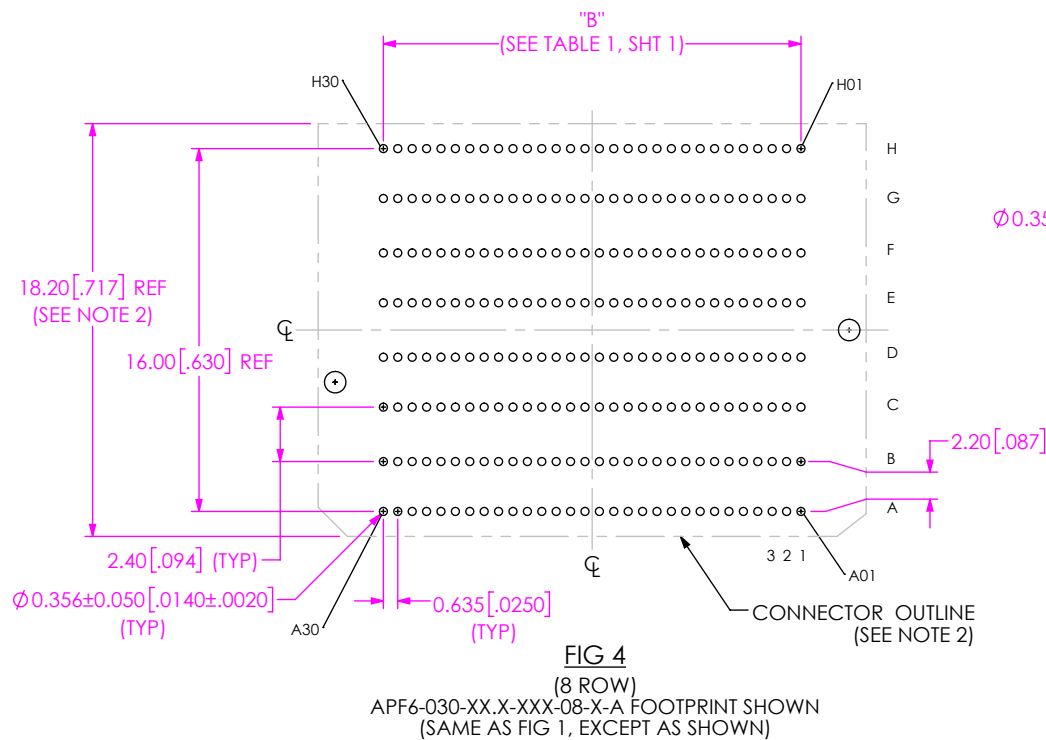 "B"
(SEE TABLE 1, SHT 1)
H30
H01
H
G
F
E
D
C
B
A
18.20[.717] REF
(SEE NOTE 2)
16.00[.630] REF
℄
Ø0.35
2.20[.087]
2.40[.094] (TYP)
Ø0.356±0.050[.0140±.0020]
(TYP)
0.635[.0250]
(TYP)
A30
℄
3 2 1
A01
CONNECTOR OUTLINE
(SEE NOTE 2)
FIG 4
(8 ROW)
APF6-030-XX.X-XXX-08-X-A FOOTPRINT SHOWN
(SAME AS FIG 1, EXCEPT AS SHOWN)